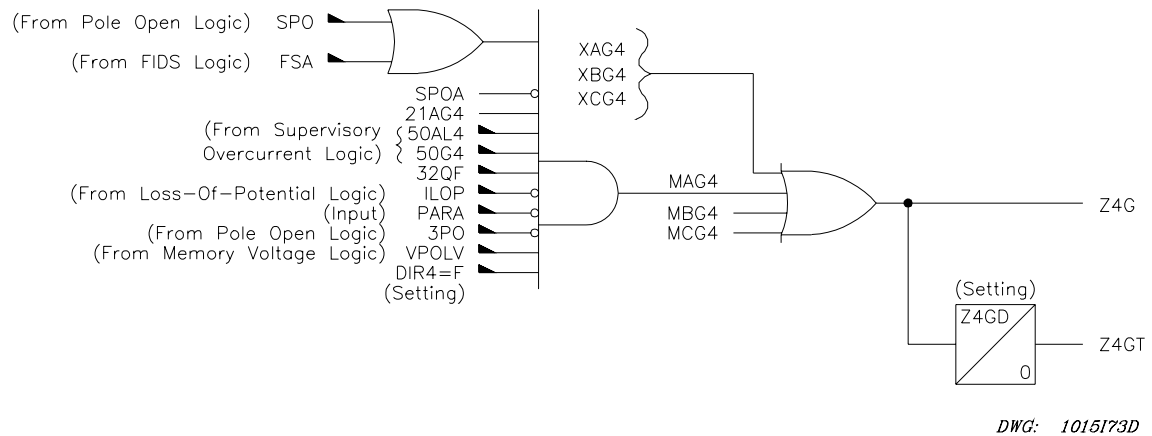 (From Pole Open Logic) SPO
(From FIDS Logic) FSA
XAG4
XBG4
XCG4
SPOA
21AG4
(From Supervisory Overcurrent Logic)
50AL4
50G4
32QF
(From Loss-Of-Potential Logic) ILOP
(Input) PARA
(From Pole Open Logic) 3PO
(From Memory Voltage Logic) VPOLV
DIR4=F
(Setting)
MAG4
MBG4
MCG4
Z4G
(Setting)
Z4GD
0
Z4GT
DWG: 1015I73D